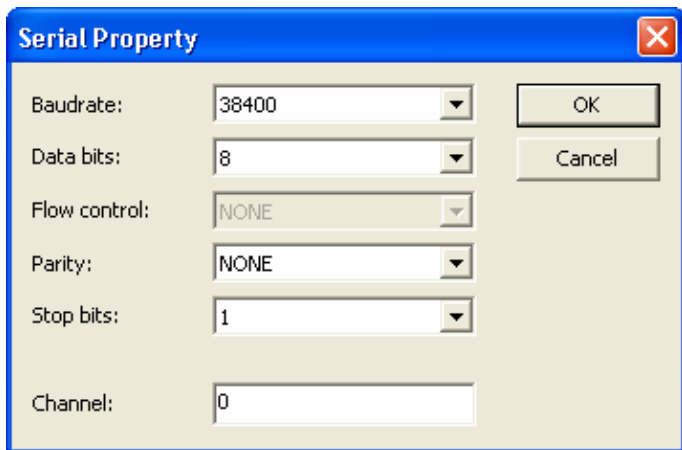 Serial Property
Baudrate: 38400 OK
Data bits: 8 Cancel
Flow control: NONE
Parity: NONE
Stop bits: 1
Channel: 0